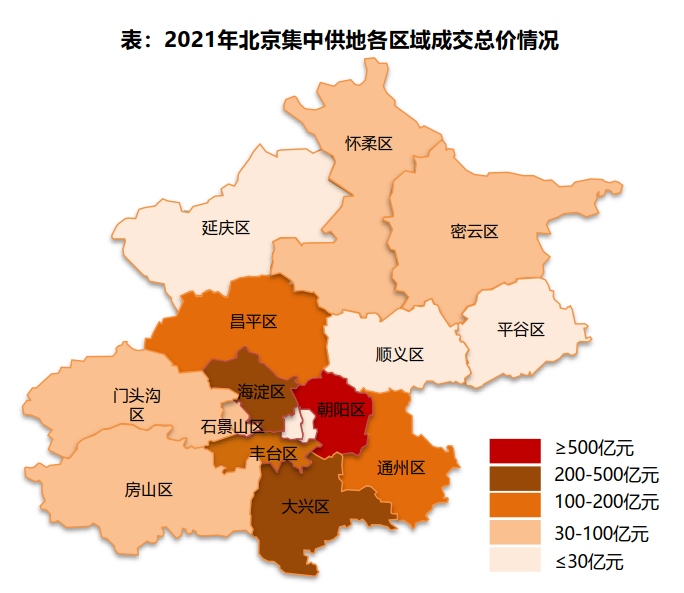 表：2021年北京集中供地各区域成交总价情况
怀柔区
延庆区
密云区
昌平区
平谷区
顺义区
海淀区
门头沟
区
朝阳区
石景山区
丰台区
通州区
房山区
大兴区
≥500亿元
200-500亿元
100-200亿元
30-100亿元
≤30亿元